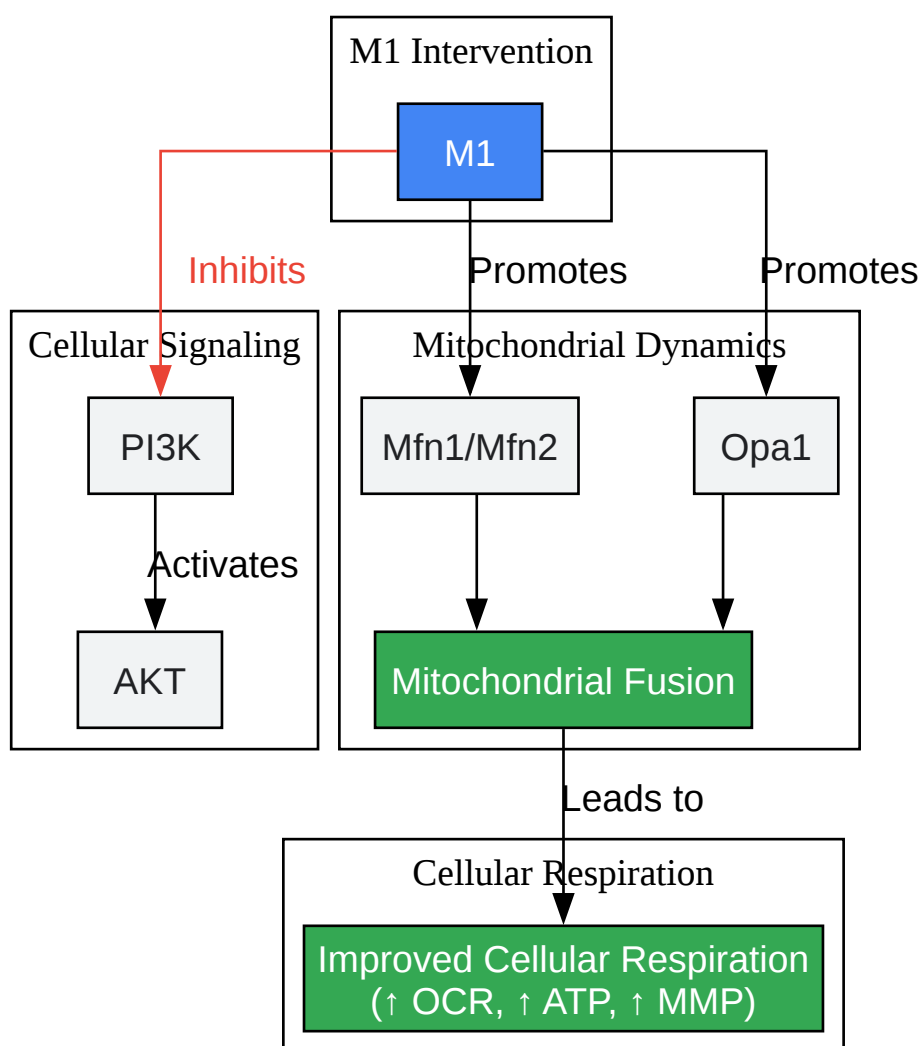 M1 Intervention
M1
Inhibits
Promotes
Promotes
Cellular Signaling
Mitochondrial Dynamics
PI3K
Mfn1/Mfn2
Opa1
Activates
AKT
Mitochondrial Fusion
Leads to
Cellular Respiration
Improved Cellular Respiration
(↑ OCR, ↑ ATP, ↑ MMP)